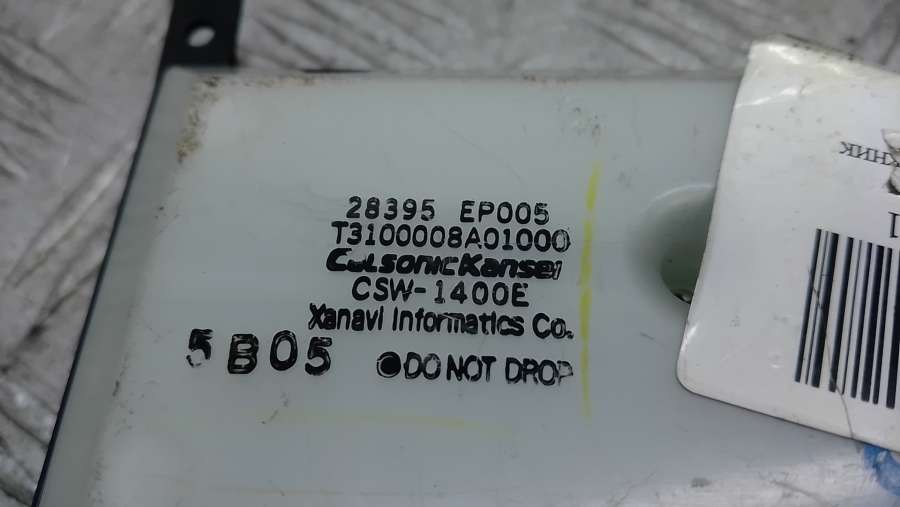 28395 EP005
T3100008A01000
CalsonicKansei
CSW-1400E
Xanavi Informatics Co.
5B05
DO NOT DROP